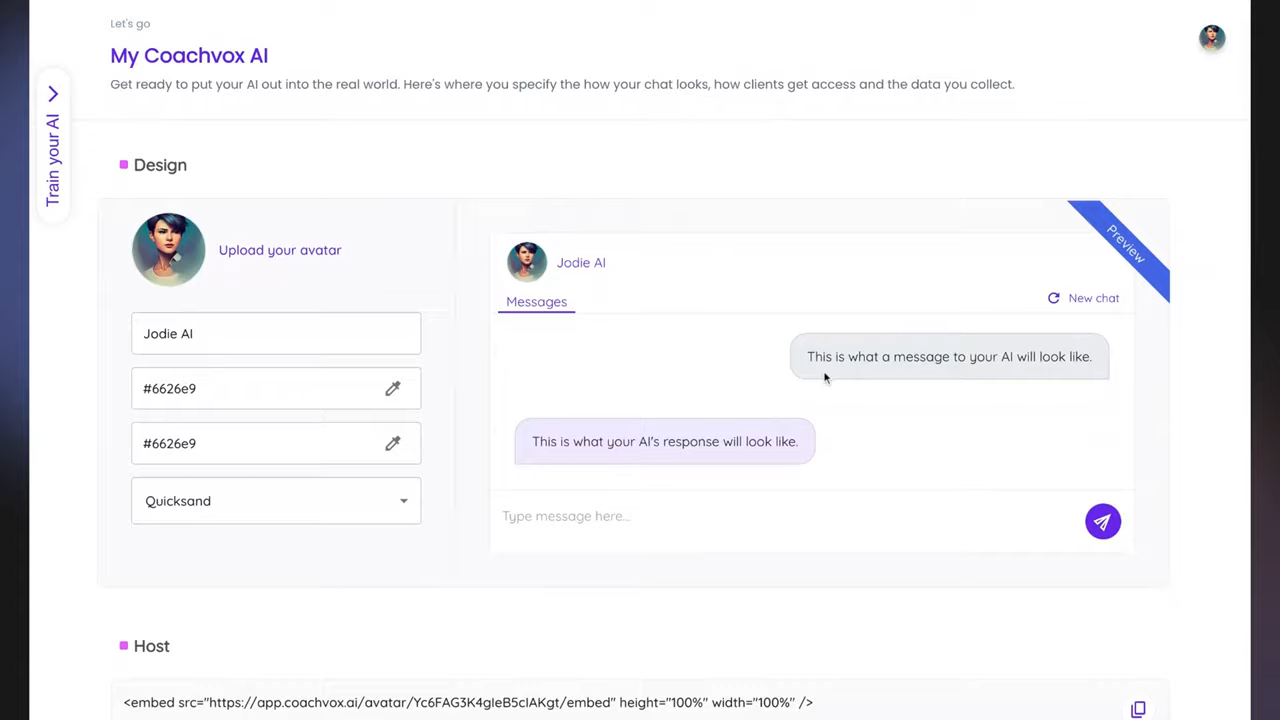 Let's go
My Coachvox AI
Get ready to put your AI out into the real world. Here's where you specify the how your chat looks, how clients get access and the data you collect.
Train your AI
Design
Upload your avatar
Jodie AI
#6626e9
#6626e9
Quicksand
Preview
Jodie AI
Messages
New chat
This is what a message to your AI will look like.
This is what your AI's response will look like.
Type message here...
Host
<embed src="https://app.coachvox.ai/avatar/Yc6FAG3K4gIeB5cIAKgt/embed" height="100%" width="100%" />